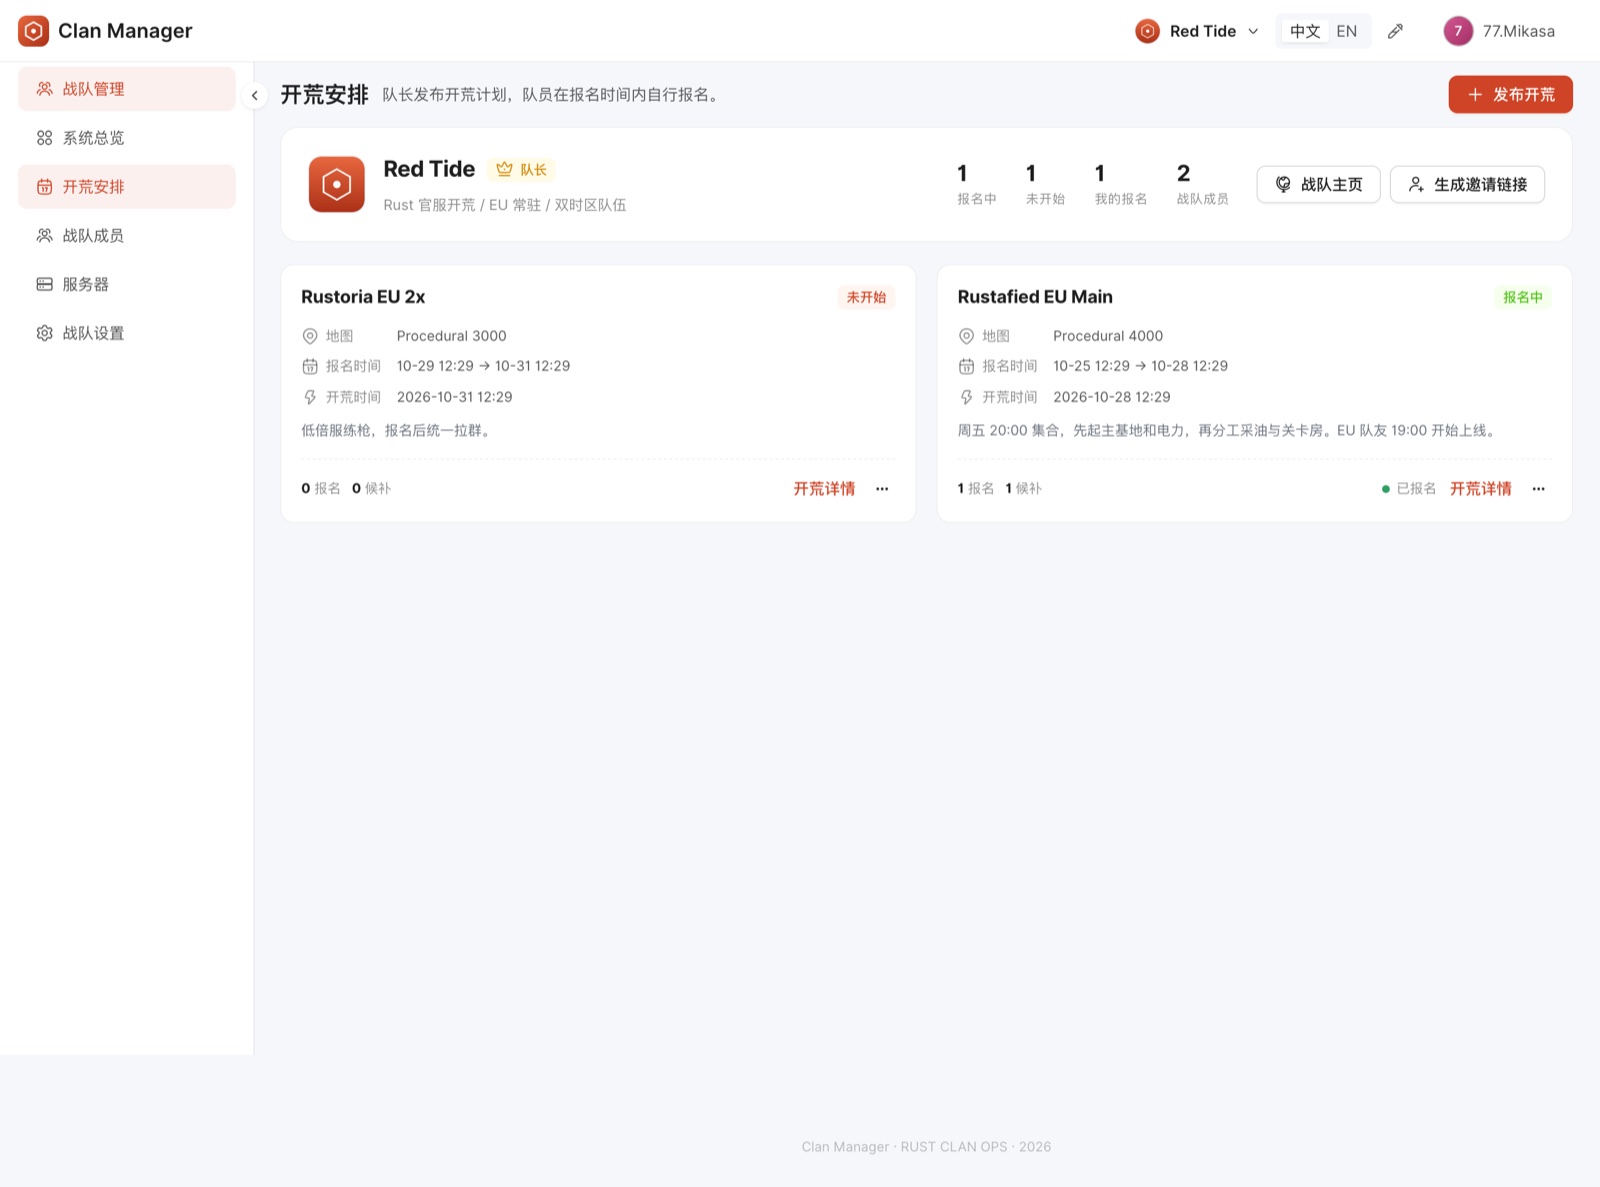 Clan Manager
Red Tide
中文 EN
7
77.Mikasa
战队管理
系统总览
开荒安排
战队成员
服务器
战队设置
开荒安排 队长发布开荒计划，队员在报名时间内自行报名。
发布开荒
Red Tide 队长
Rust 官服开荒 / EU 常驻 / 双时区队伍
1 报名中
1 未开始
1 我的报名
2 战队成员
战队主页
生成邀请链接
Rustoria EU 2x 未开始
地图 Procedural 3000
报名时间 10-29 12:29 → 10-31 12:29
开荒时间 2026-10-31 12:29
低倍服练枪，报名后统一拉群。
0 报名 0 候补 开荒详情 ···
Rustafied EU Main 报名中
地图 Procedural 4000
报名时间 10-25 12:29 → 10-28 12:29
开荒时间 2026-10-28 12:29
周五 20:00 集合，先起主基地和电力，再分工采油与关卡房。EU 队友 19:00 开始上线。
1 报名 1 候补 已报名 开荒详情 ···
Clan Manager · RUST CLAN OPS · 2026